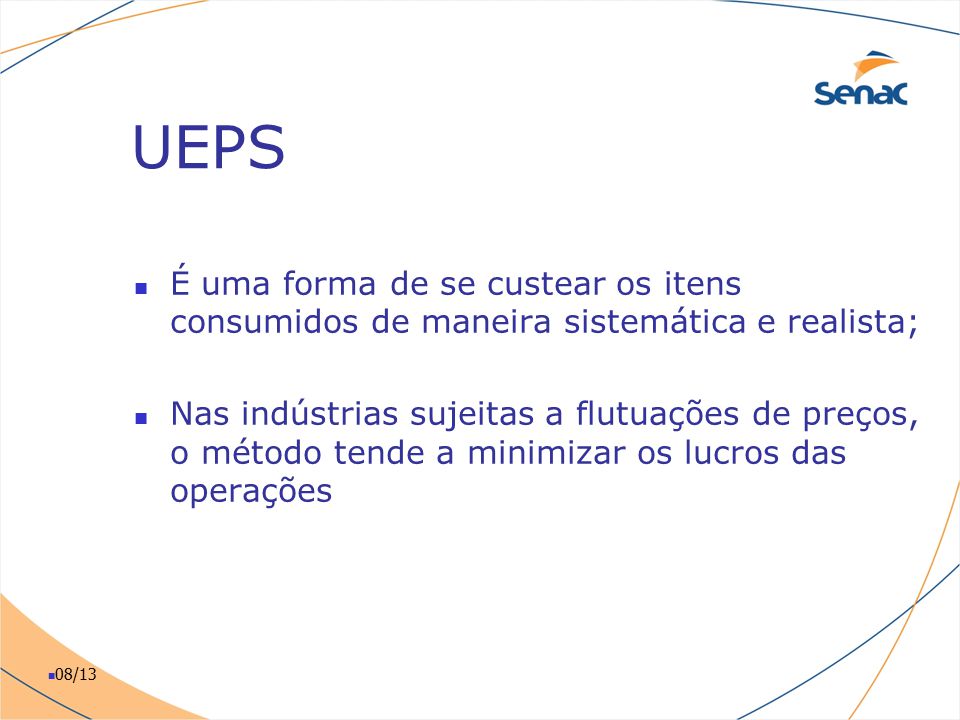 Senac
UEPS
É uma forma de se custear os itens
consumidos de maneira sistemática e realista;
Nas indústrias sujeitas a flutuações de preços,
o método tende a minimizar os lucros das
operações
08/13